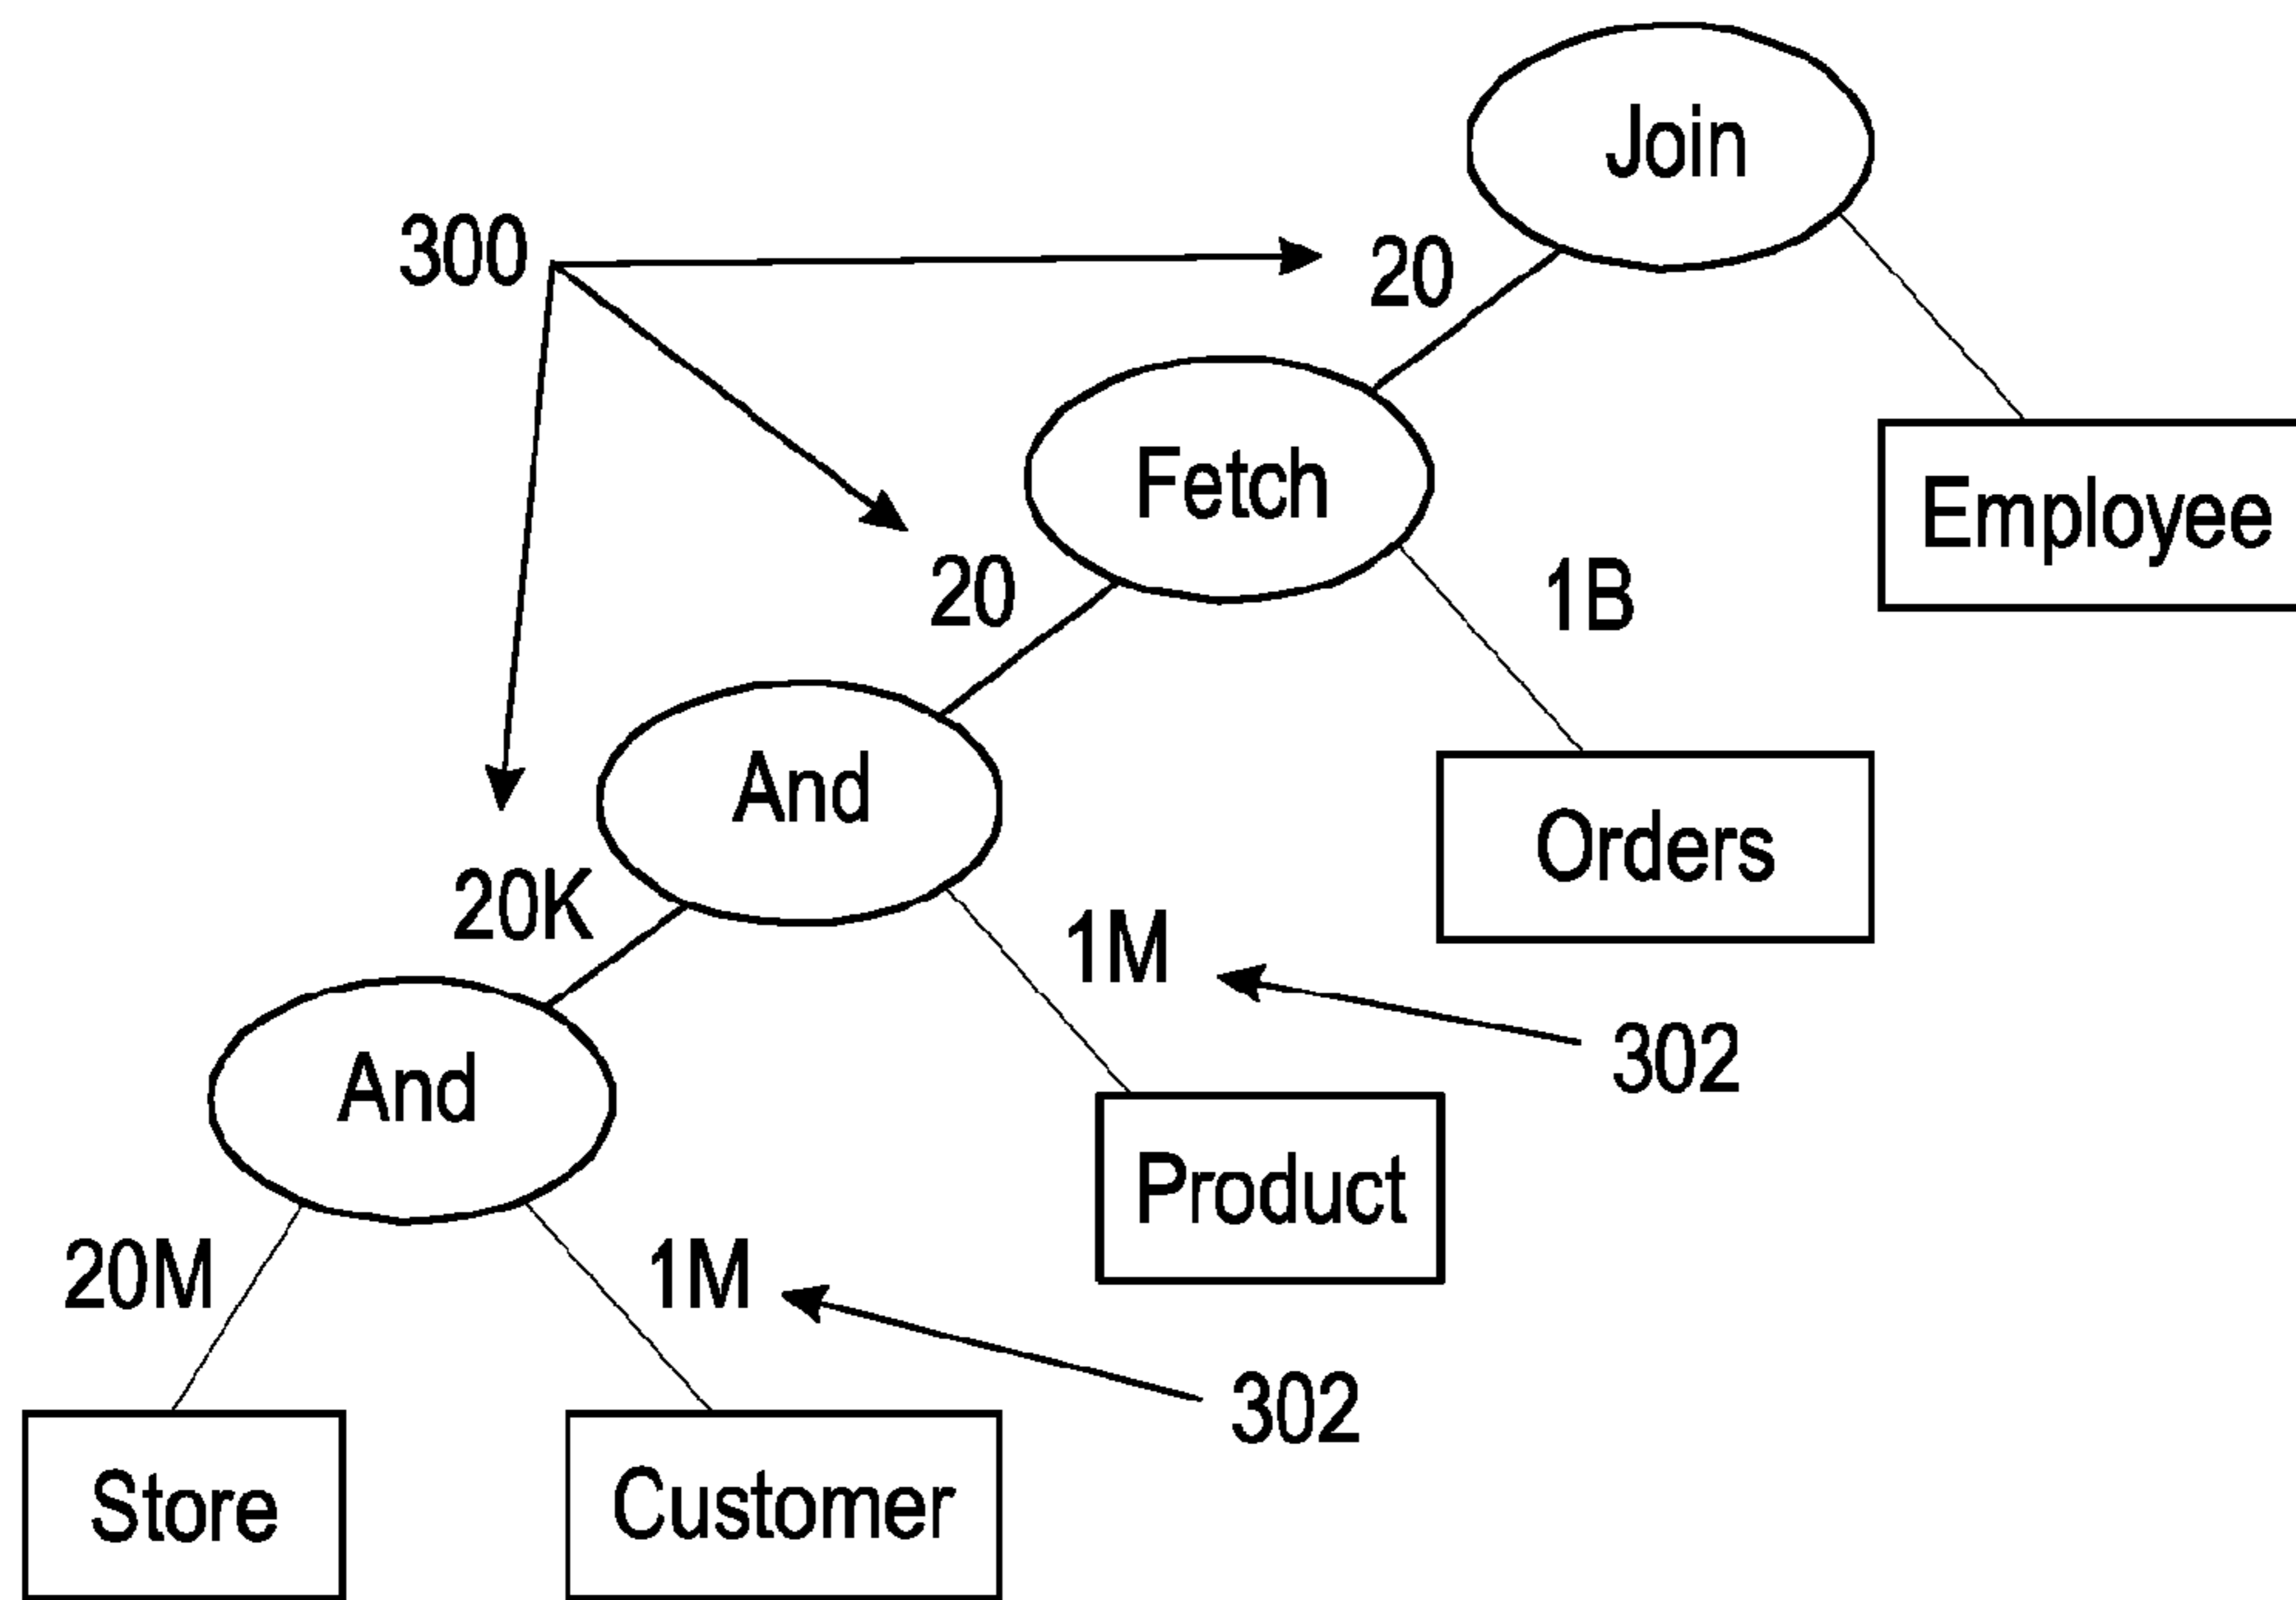 Join
300
20
Fetch
Employee
20
1B
And
Orders
20K
1M
302
And
Product
20M
1M
302
Store
Customer